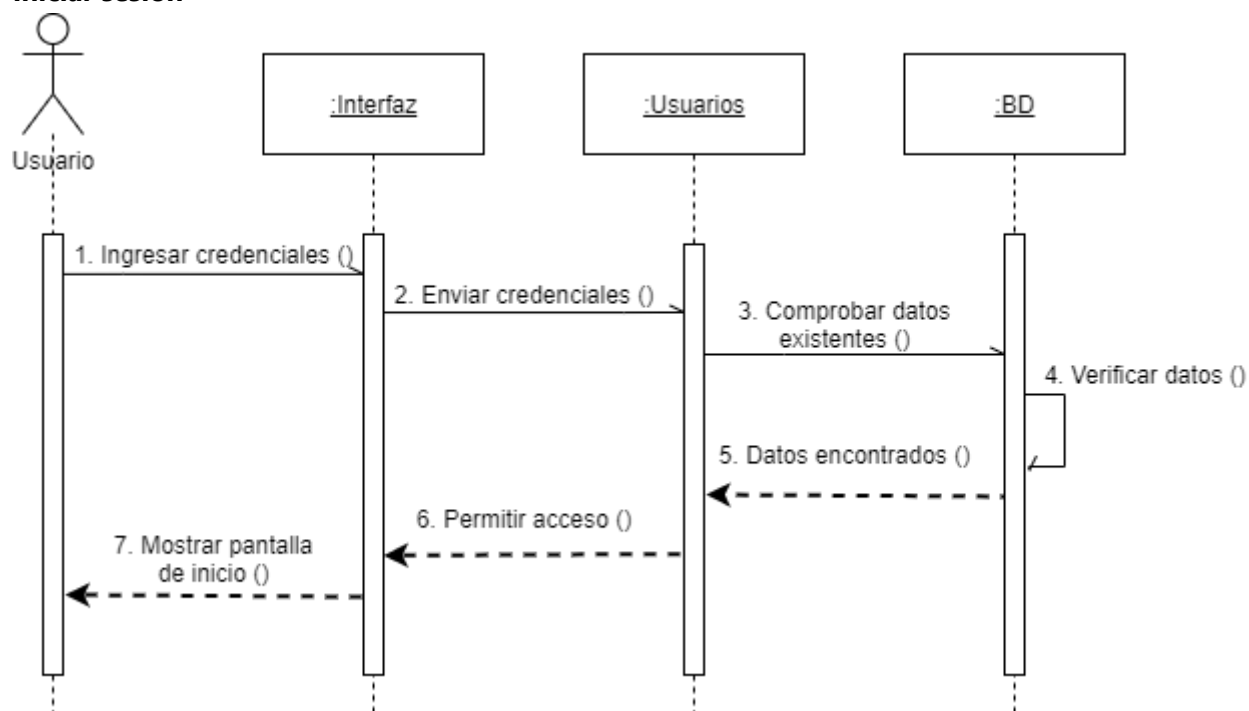 Iniciar sesión
Usuario
:Interfaz
:Usuarios
:BD
1. Ingresar credenciales ()
2. Enviar credenciales ()
3. Comprobar datos
existentes ()
4. Verificar datos ()
5. Datos encontrados ()
6. Permitir acceso ()
7. Mostrar pantalla
de inicio ()